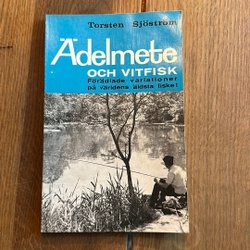 Torsten Sjöström
Ädelmete
OCH VITFISK
Förädlade variationer
på världens äldsta fiske!